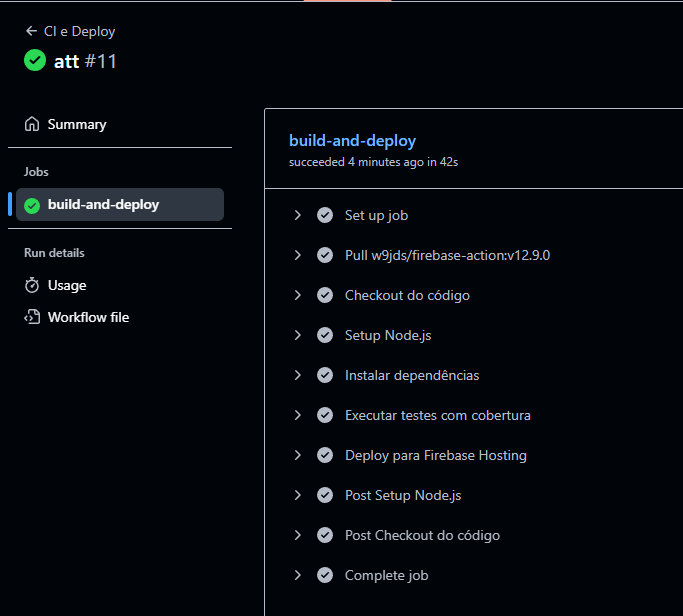 CI e Deploy
att #11
Summary
Jobs
build-and-deploy
Run details
Usage
Workflow file
build-and-deploy
succeeded 4 minutes ago in 42s
Set up job
Pull w9jds/firebase-action:v12.9.0
Checkout do código
Setup Node.js
Instalar dependências
Executar testes com cobertura
Deploy para Firebase Hosting
Post Setup Node.js
Post Checkout do código
Complete job